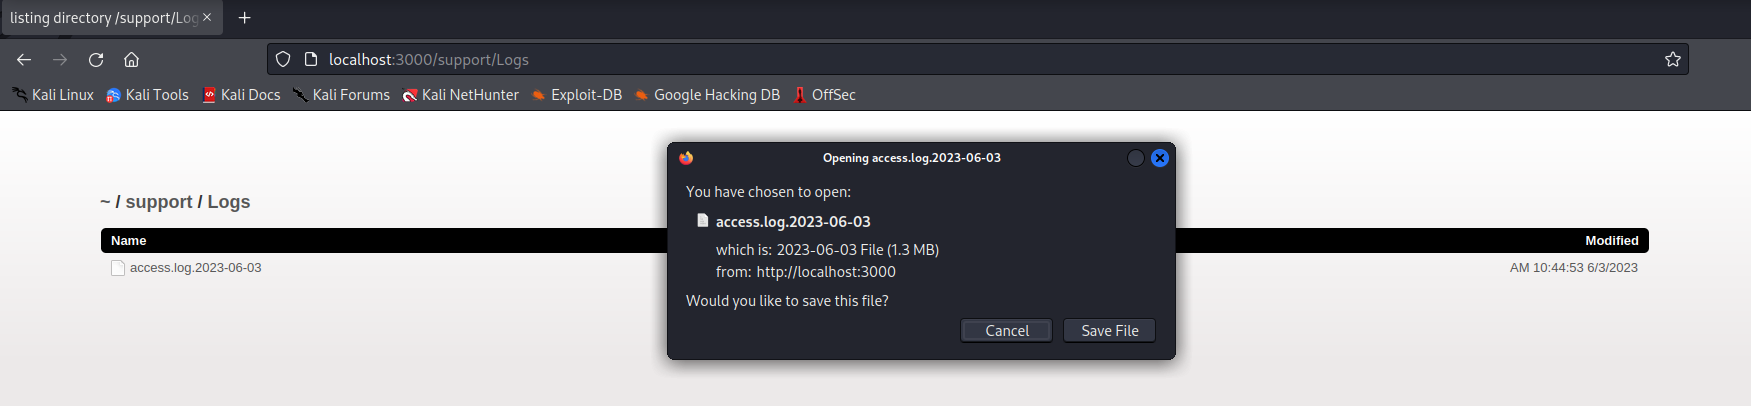 listing directory /support/Log
localhost:3000/support/Logs
Kali Linux Kali Tools Kali Docs Kali Forums Kali NetHunter Exploit-DB Google Hacking DB OffSec
Opening access.log.2023-06-03
You have chosen to open:
access.log.2023-06-03
which is: 2023-06-03 File (1.3 MB)
from: http://localhost:3000
Would you like to save this file?
Cancel Save File
~ / support / Logs
Name Modified
access.log.2023-06-03 AM 10:44:53 6/3/2023